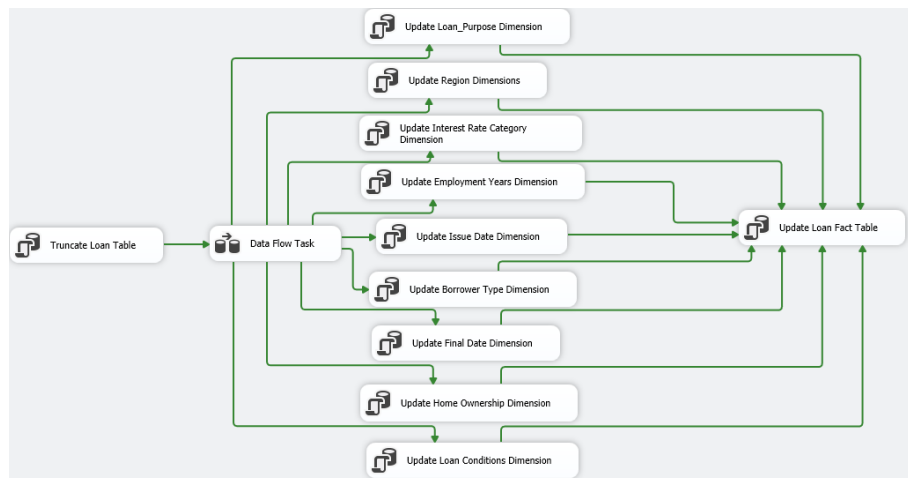 Update Loan_Purpose Dimension
Update Region Dimensions
Update Interest Rate Category
Dimension
Update Employment Years Dimension
Truncate Loan Table
Data Flow Task
Update Issue Date Dimension
Update Loan Fact Table
Update Borrower Type Dimension
Update Final Date Dimension
Update Home Ownership Dimension
Update Loan Conditions Dimension